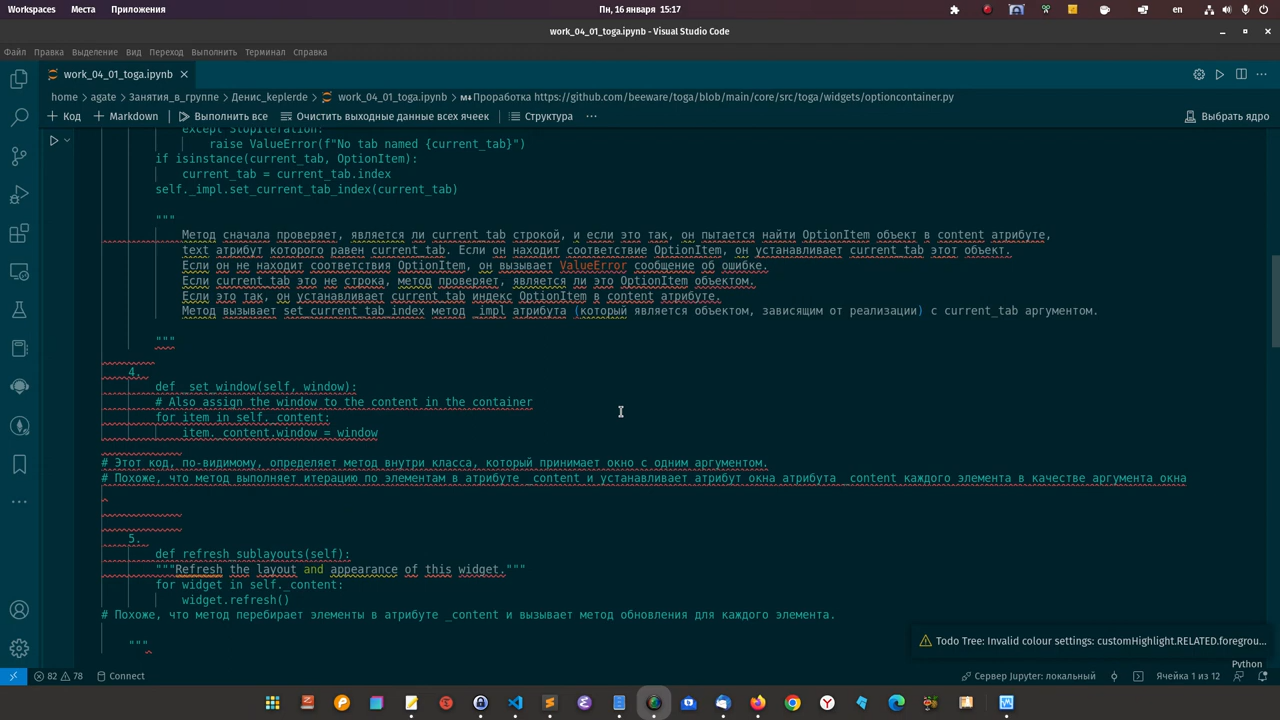 Workspaces Места Приложения Пн, 16 января 15:17 en
work_04_01_toga.ipynb - Visual Studio Code
Файл Правка Выделение Вид Переход Выполнить Терминал Справка
work_04_01_toga.ipynb
home > agate > Занятия_в_группе > Денис_keplerde > work_04_01_toga.ipynb > M↓Проработка https://github.com/beeware/toga/blob/main/core/src/toga/widgets/optioncontainer.py
+ Код + Markdown Выполнить все Очистить выходные данные всех ячеек Структура ... Выбрать ядро
except StopIteration:
raise ValueError(f"No tab named {current_tab}")
if isinstance(current_tab, OptionItem):
current_tab = current_tab.index
self._impl.set_current_tab_index(current_tab)
"""
Метод сначала проверяет, является ли current_tab строкой, и если это так, он пытается найти OptionItem объект в content атрибуте,
text атрибут которого равен current_tab. Если он находит соответствие OptionItem, он устанавливает current_tab этот объект.
Если он не находит соответствия OptionItem, он вызывает ValueError сообщение об ошибке.
Если current_tab это не строка, метод проверяет, является ли это OptionItem объектом.
Если это так, он устанавливает current_tab индекс OptionItem в content атрибуте.
Метод вызывает set_current_tab_index метод _impl атрибута (который является объектом, зависящим от реализации) с current_tab аргументом.
"""
4.
def _set_window(self, window):
# Also assign the window to the content in the container
for item in self._content:
item._content.window = window
# Этот код, по-видимому, определяет метод внутри класса, который принимает окно с одним аргументом.
# Похоже, что метод выполняет итерацию по элементам в атрибуте _content и устанавливает атрибут окна атрибута _content каждого элемента в качестве аргумента окна
5.
def refresh_sublayouts(self):
"""Refresh the layout and appearance of this widget."""
for widget in self._content:
widget.refresh()
# Похоже, что метод перебирает элементы в атрибуте _content и вызывает метод обновления для каждого элемента.
"""
Todo Tree: Invalid colour settings: customHighlight.RELATED.foregrou...
Python
82 78 Connect Сервер Jupyter: локальный Ячейка 1 из 12